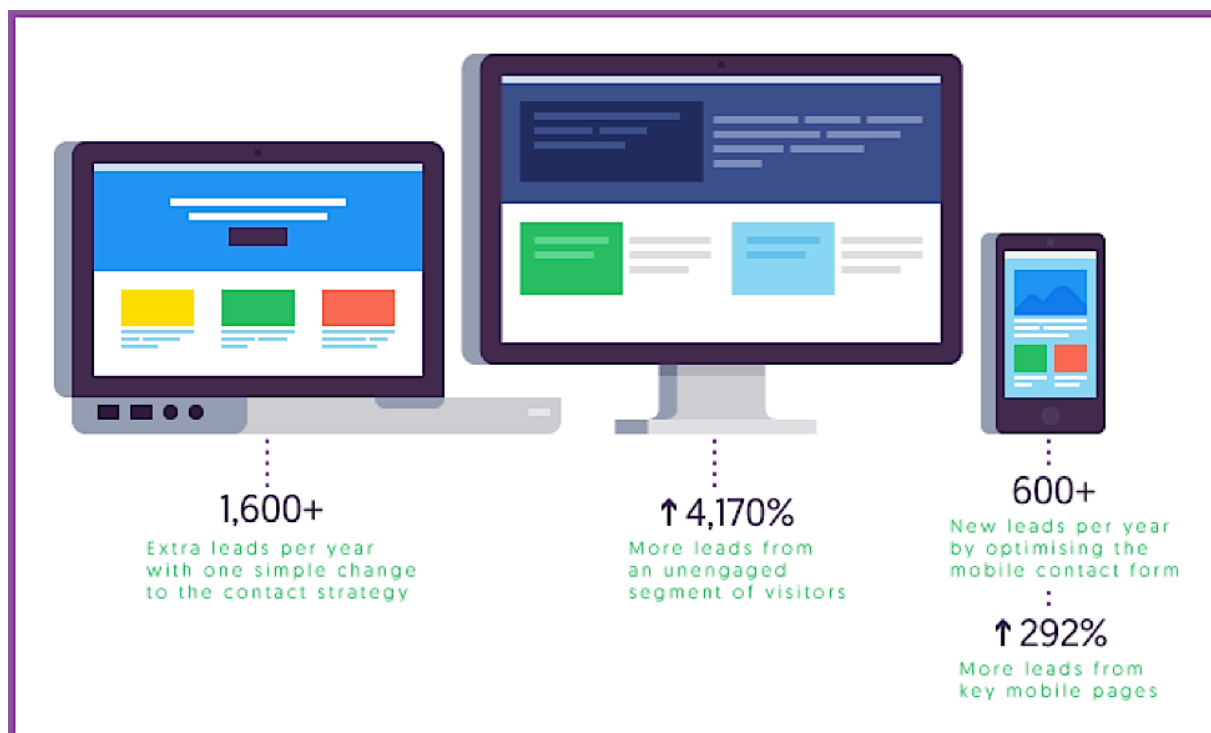 1,600+
Extra leads per year
with one simple change
to the contact strategy
↑4,170%
More leads from
an unengaged
segment of visitors
600+
New leads per year
by optimising the
mobile contact form
↑292%
More leads from
key mobile pages